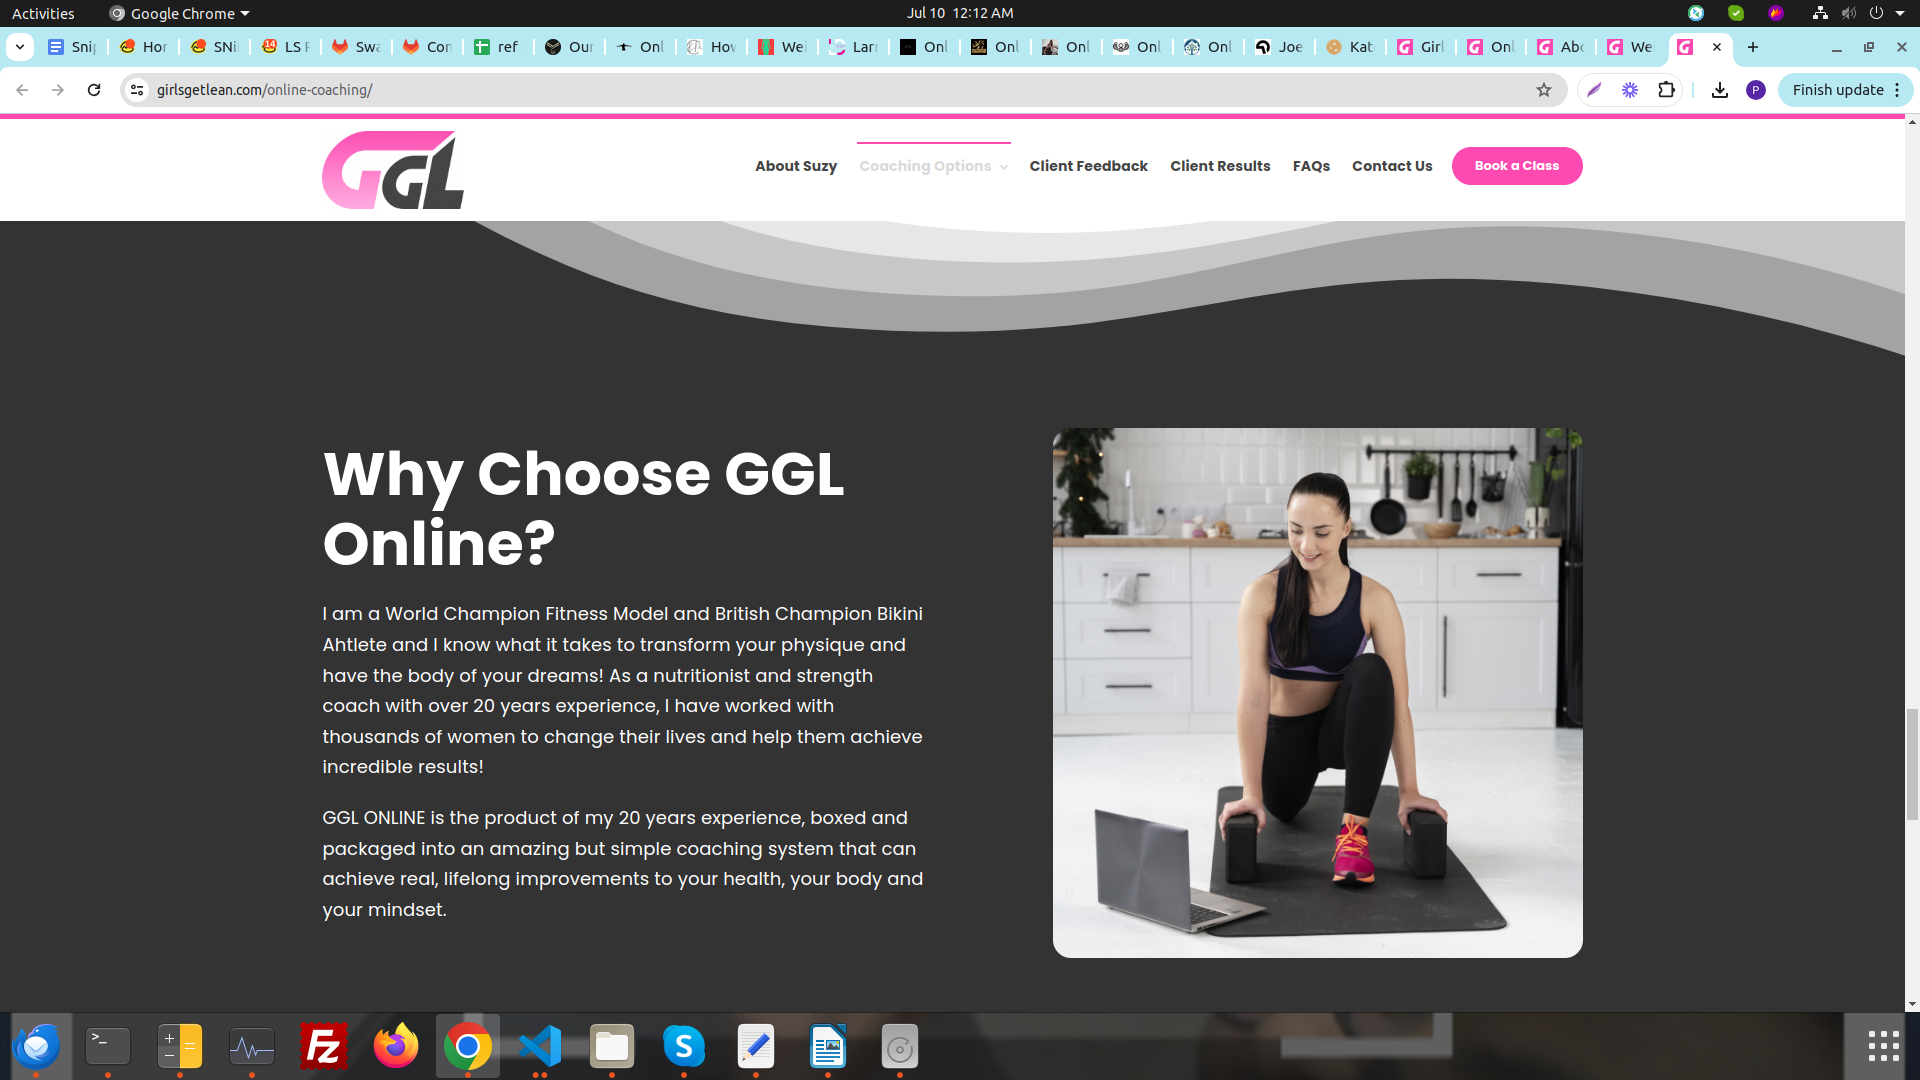 Activities
Google Chrome
Jul 10 12:12 AM
Snip
Hor
SNi
14
LS F
Swa
Cor
ref
Our
Onl
Hov
Wei
Larr
Onl
Onl
Onl
Onl
Onl
Joe
Kat
Girl
Onl
Abo
We
girlsgetlean.com/online-coaching/
P
Finish update
GGL
About Suzy
Coaching Options
Client Feedback
Client Results
FAQs
Contact Us
Book a Class
Why Choose GGL
Online?
I am a World Champion Fitness Model and British Champion Bikini
Ahtlete and I know what it takes to transform your physique and
have the body of your dreams! As a nutritionist and strength
coach with over 20 years experience, I have worked with
thousands of women to change their lives and help them achieve
incredible results!
GGL ONLINE is the product of my 20 years experience, boxed and
packaged into an amazing but simple coaching system that can
achieve real, lifelong improvements to your health, your body and
your mindset.